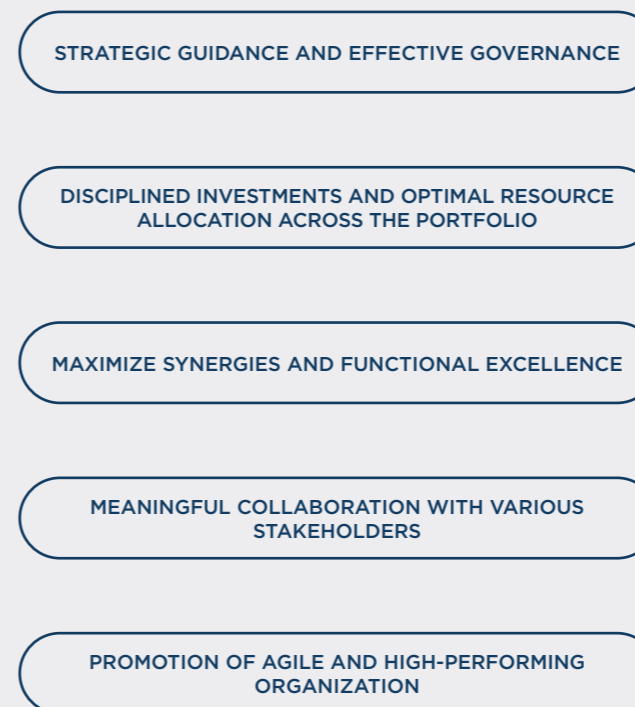 STRATEGIC GUIDANCE AND EFFECTIVE GOVERNANCE
DISCIPLINED INVESTMENTS AND OPTIMAL RESOURCE
ALLOCATION ACROSS THE PORTFOLIO
MAXIMIZE SYNERGIES AND FUNCTIONAL EXCELLENCE
MEANINGFUL COLLABORATION WITH VARIOUS
STAKEHOLDERS
PROMOTION OF AGILE AND HIGH-PERFORMING
ORGANIZATION